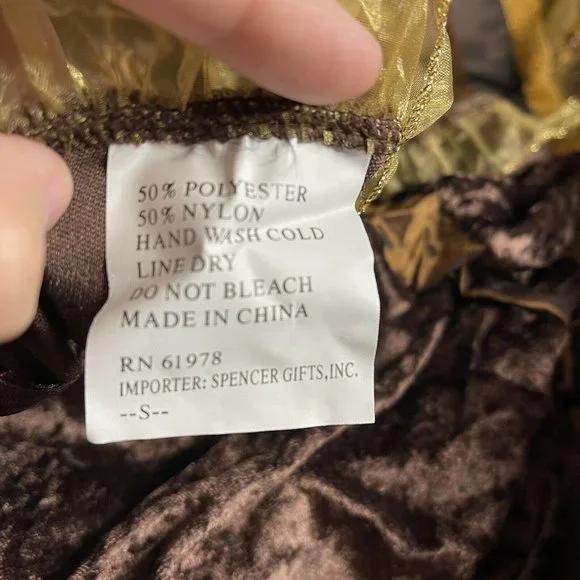 50% POLYESTER
50% NYLON
HAND WASH COLD
LINE DRY
DO NOT BLEACH
MADE IN CHINA
RN 61978
IMPORTER: SPENCER GIFTS,INC.
--S--